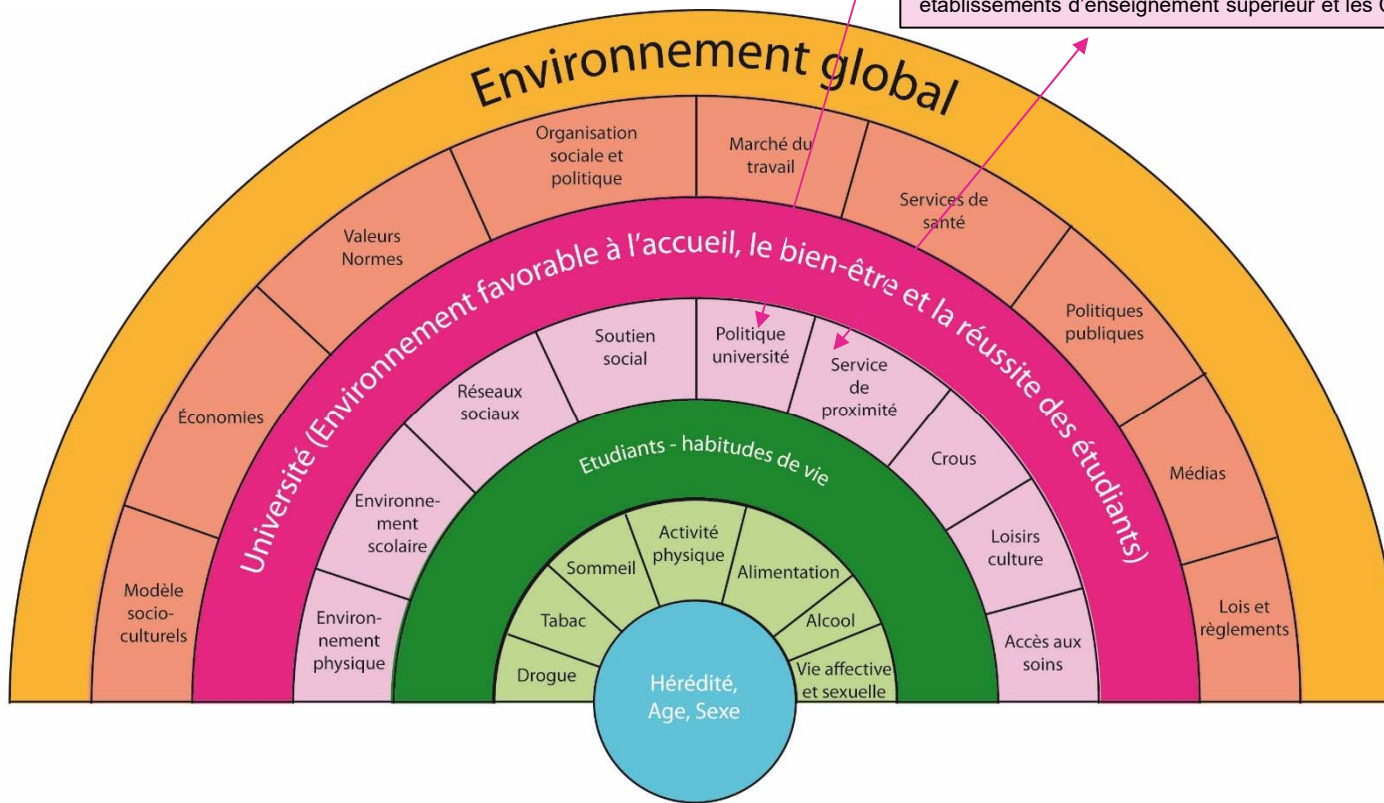 établissements d'enseignement supérieur et les
Environnement global
Modèle
socio-
culturels
Économies
Valeurs
Normes
Organisation
sociale et
politique
Marché du
travail
Services de
santé
Politiques
publiques
Médias
Lois et
règlements
Université (Environnement favorable à l'accueil, le bien-être et la réussite des étudiants)
Environ-
nement
physique
Environne-
ment
scolaire
Réseaux
sociaux
Soutien
social
Politique
université
Service
de
proximité
Crous
Loisirs
culture
Accès aux
soins
Etudiants - habitudes de vie
Drogue
Tabac
Sommeil
Activité
physique
Alimentation
Alcool
Vie affective
et sexuelle
Hérédité,
Age, Sexe